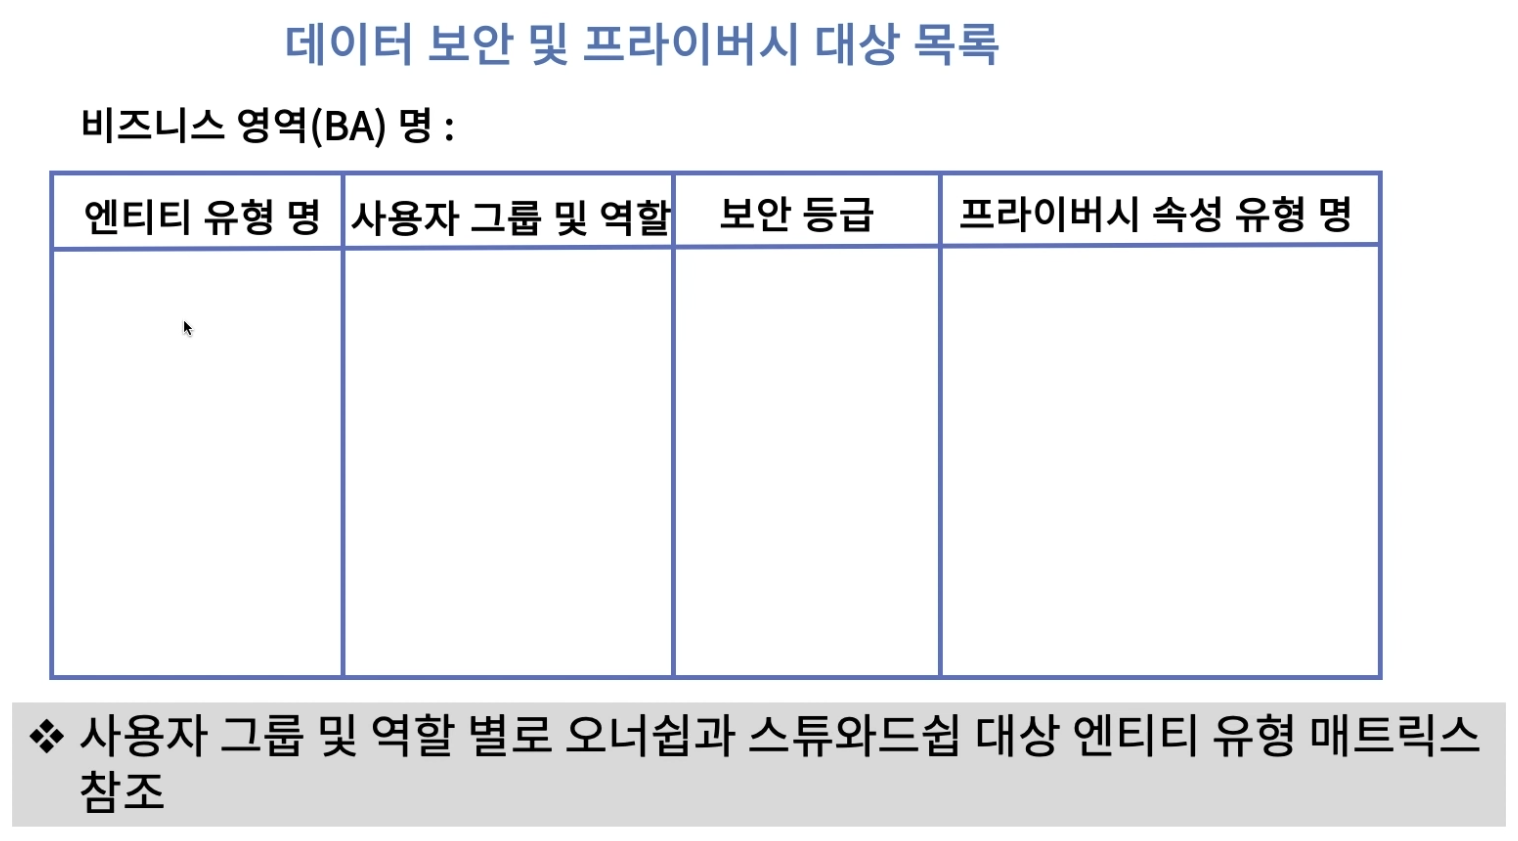 데이터 보안 및 프라이버시 대상 목록
비즈니스 영역(BA) 명 :
엔티티 유형 명
사용자 그룹 및 역할
보안 등급
프라이버시 속성 유형 명
❖ 사용자 그룹 및 역할 별로 오너쉽과 스튜와드쉽 대상 엔티티 유형 매트릭스
참조